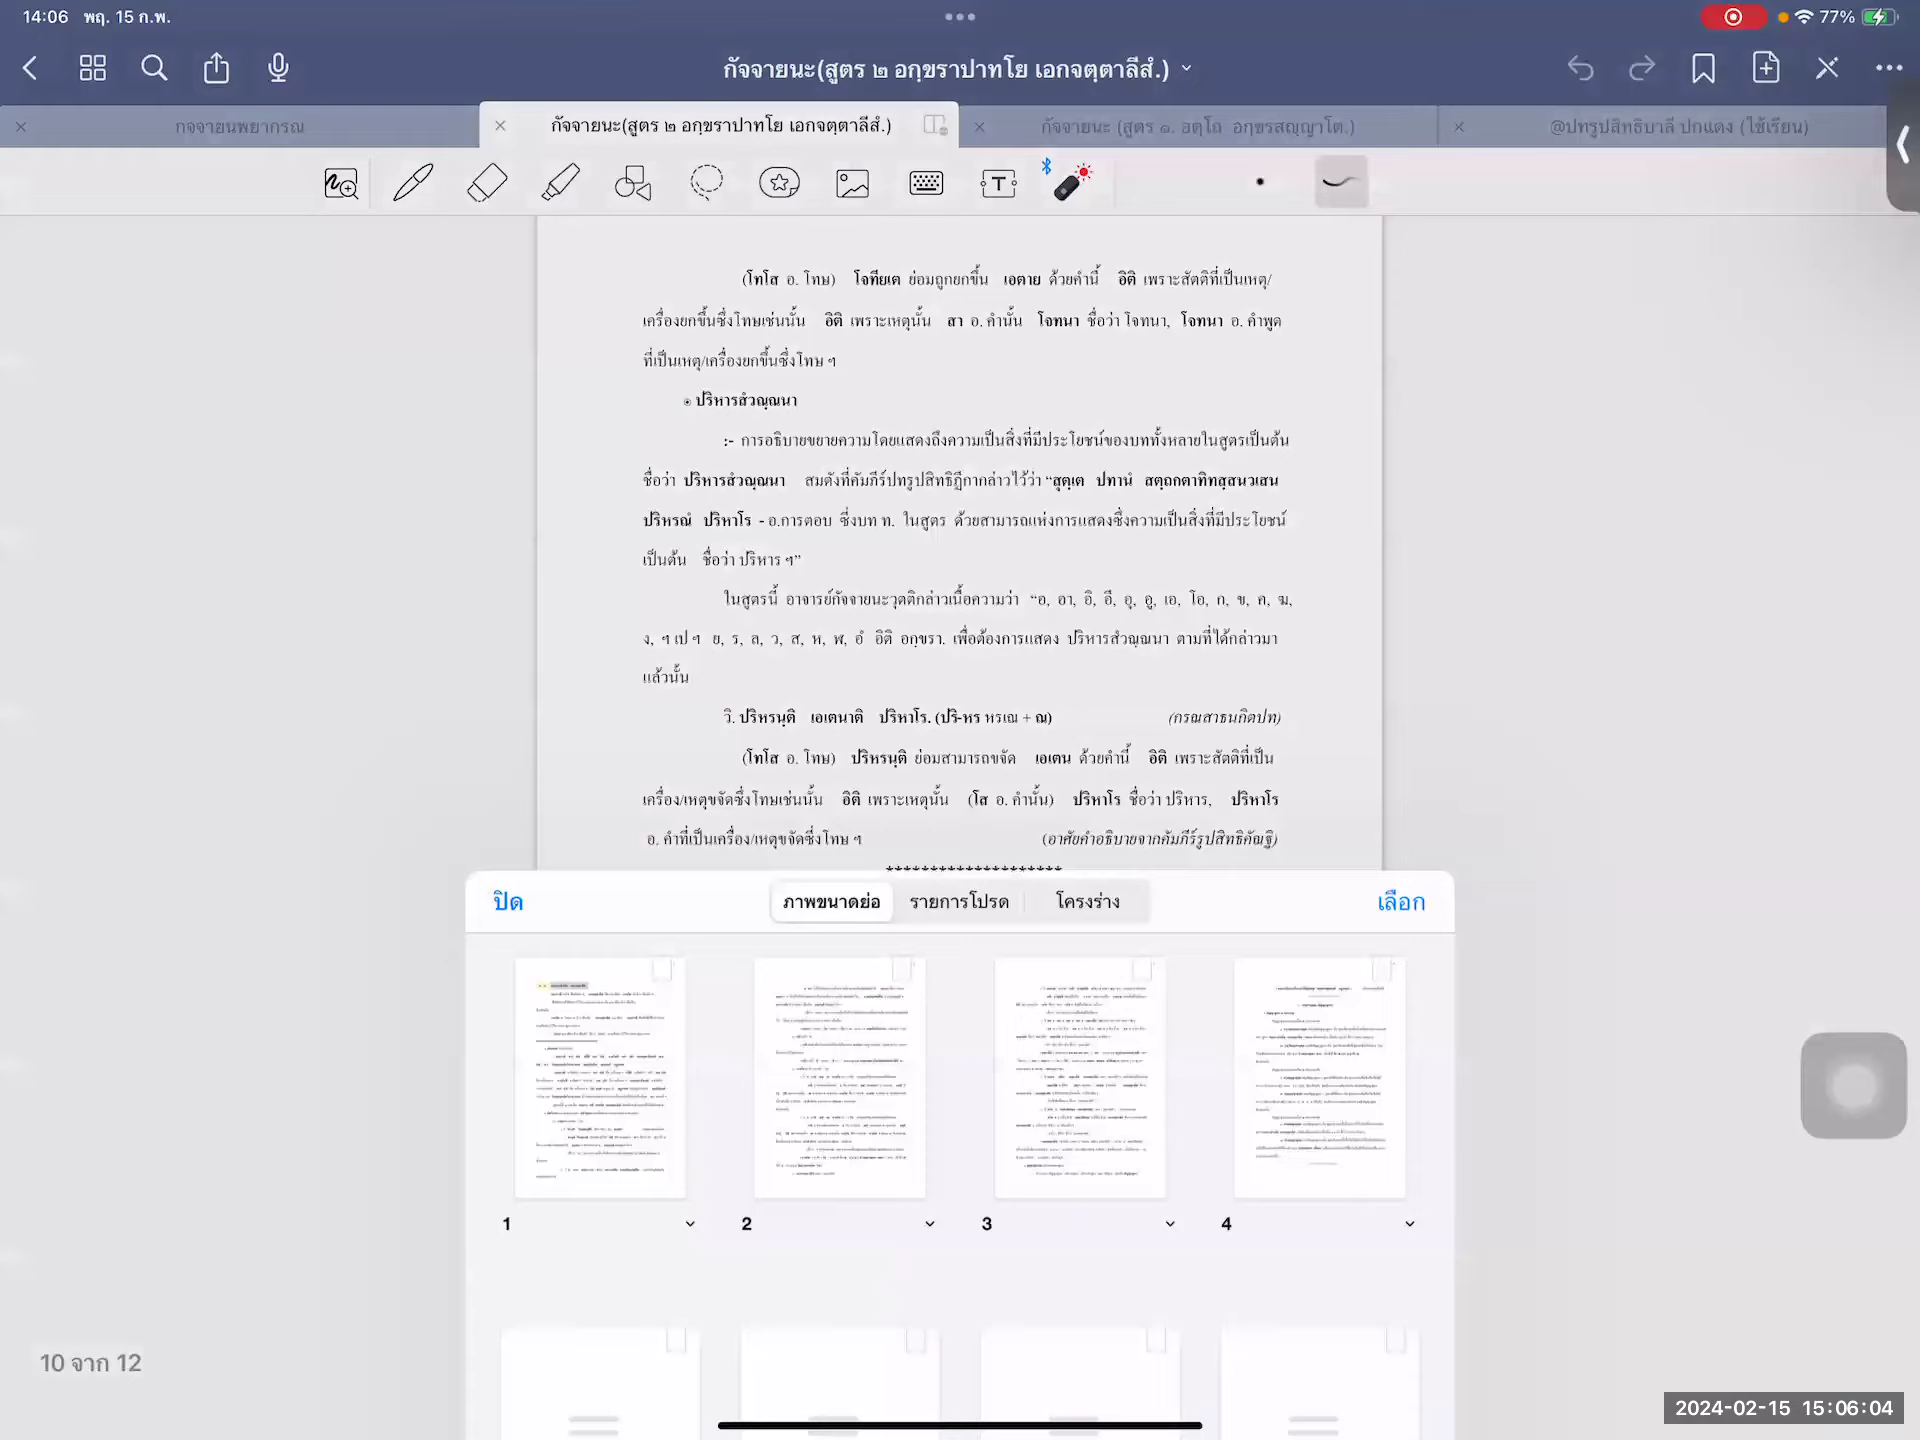 14:06 พฤ. 15 ก.พ.
77%
กัจจายนะ(สูตร ๒ อกฺขราปาทโย เอกจตฺตาลีสํ.)
กจจายนพยากรณ
กัจจายนะ(สูตร ๒ อกฺขราปาทโย เอกจตฺตาลีสํ.)
กัจจายนะ (สูตร ๑. อตฺโถ อกฺขรสญฺญาโต.)
@ปทรูปสิทธิบาลี ปกแดง (ใช้เรียน)
(โทโส อ. โทษ) โจทียเต ย่อมถูกยกขึ้น เอตาย ด้วยคำนี้ อิติ เพราะสัตติที่เป็นเหตุ/
เครื่องยกขึ้นซึ่งโทษเช่นนั้น อิติ เพราะเหตุนั้น สา อ. คำนั้น โจทนา ชื่อว่า โจทนา, โจทนา อ. คำพูด
ที่เป็นเหตุ/เครื่องยกขึ้นซึ่งโทษ ฯ
๏ ปริหารสํวณฺณนา
:- การอธิบายขยายความโดยแสดงถึงความเป็นสิ่งที่มีประโยชน์ของบททั้งหลายในสูตรเป็นต้น
ชื่อว่า ปริหารสํวณฺณนา สมดังที่คัมภีร์ปทรูปสิทธิฎีกากล่าวไว้ว่า “สุตฺเต ปทานํ สตฺถกตาทิทสฺสนวเสน
ปริหรณํ ปริหาโร - อ.การตอบ ซึ่งบท ท. ในสูตร ด้วยสามารถแห่งการแสดงซึ่งความเป็นสิ่งที่มีประโยชน์
เป็นต้น ชื่อว่า ปริหาร ฯ”
ในสูตรนี้ อาจารย์กัจจายนะวุตติกล่าวเนื้อความว่า “อ, อา, อิ, อี, อุ, อู, เอ, โอ, ก, ข, ค, ฆ,
ง, ฯ เป ฯ ย, ร, ล, ว, ส, ห, ฬ, อํ อิติ อกฺขรา. เพื่อต้องการแสดง ปริหารสํวณฺณนา ตามที่ได้กล่าวมา
แล้วนั้น
วิ. ปริหรนฺติ เอเตนาติ ปริหาโร. (ปริ-หร หรเณ + ณ) (กรณสาธนกิตปท)
(โทโส อ. โทษ) ปริหรนฺติ ย่อมสามารถขจัด เอเตน ด้วยคำนี้ อิติ เพราะสัตติที่เป็น
เครื่อง/เหตุขจัดซึ่งโทษเช่นนั้น อิติ เพราะเหตุนั้น (โส อ. คำนั้น) ปริหาโร ชื่อว่า ปริหาร, ปริหาโร
อ. คำที่เป็นเครื่อง/เหตุขจัดซึ่งโทษ ฯ (อาศัยคำอธิบายจากคัมภีร์รูปสิทธิคัณฐิ)
********************
ปิด ภาพขนาดย่อ รายการโปรด โครงร่าง เลือก
1 2 3 4
10 จาก 12
2024-02-15 15:06:04